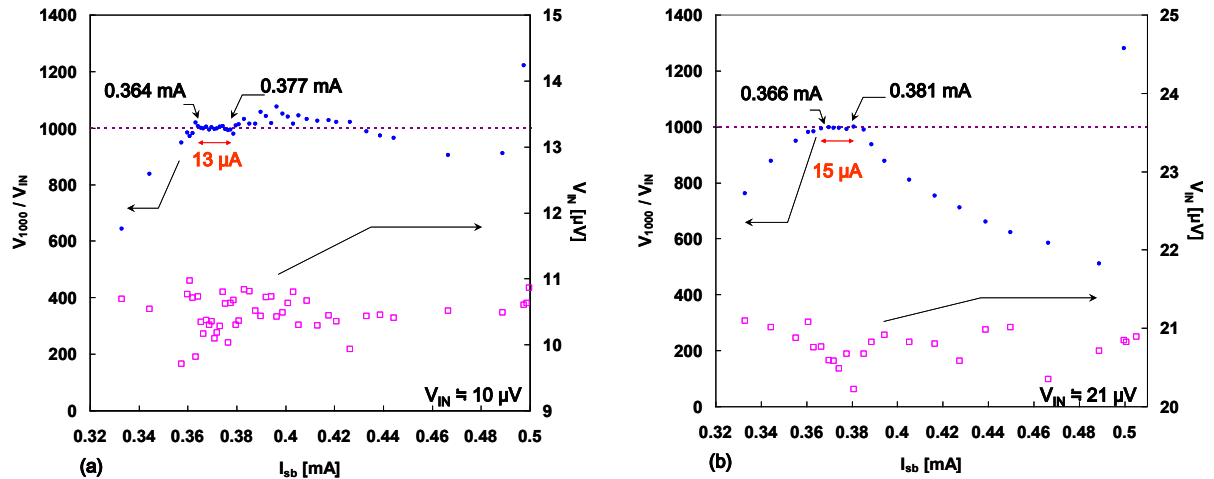 1400
1200
1000
800
600
400
200
0
V1000 / VIN
15
14
13
12
11
10
9
VIN [μV]
0.364 mA
0.377 mA
13 μA
VIN ≒ 10 μV
0.32 0.34 0.36 0.38 0.4 0.42 0.44 0.46 0.48 0.5
(a)
Isb [mA]
1400
1200
1000
800
600
400
200
0
V1000 / VIN
25
24
23
22
21
20
VIN [μV]
0.366 mA
0.381 mA
15 μA
VIN ≒ 21 μV
0.32 0.34 0.36 0.38 0.4 0.42 0.44 0.46 0.48 0.5
(b)
Isb [mA]